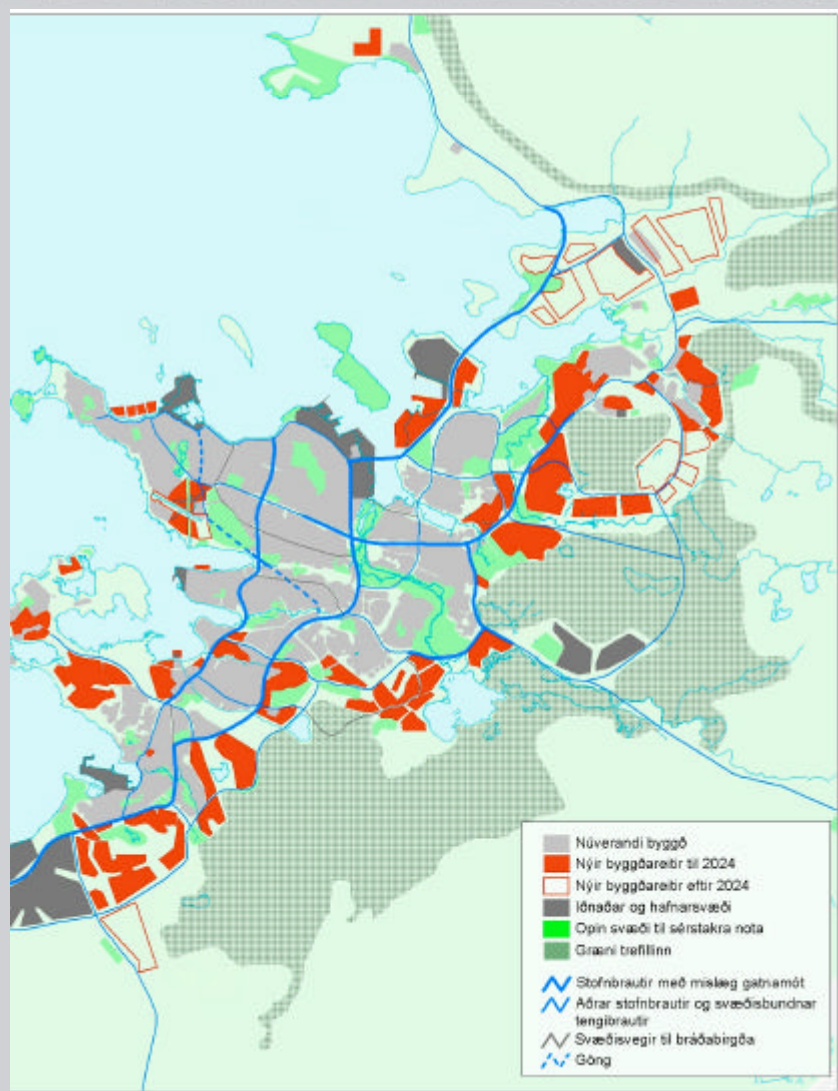 Núverandi byggð
Nýir byggðareitir til 2024
Nýir byggðareitir eftir 2024
Iðnaðar og hafnarsvæði
Opin svæði til sérstakra nota
Græni trefillinn
Stofnbrautir með mislæg gatnamót
Aðrar stofnbrautir og svæðisbundnar
tengibrautir
Svæðisvegir til bráðabirgða
Göng